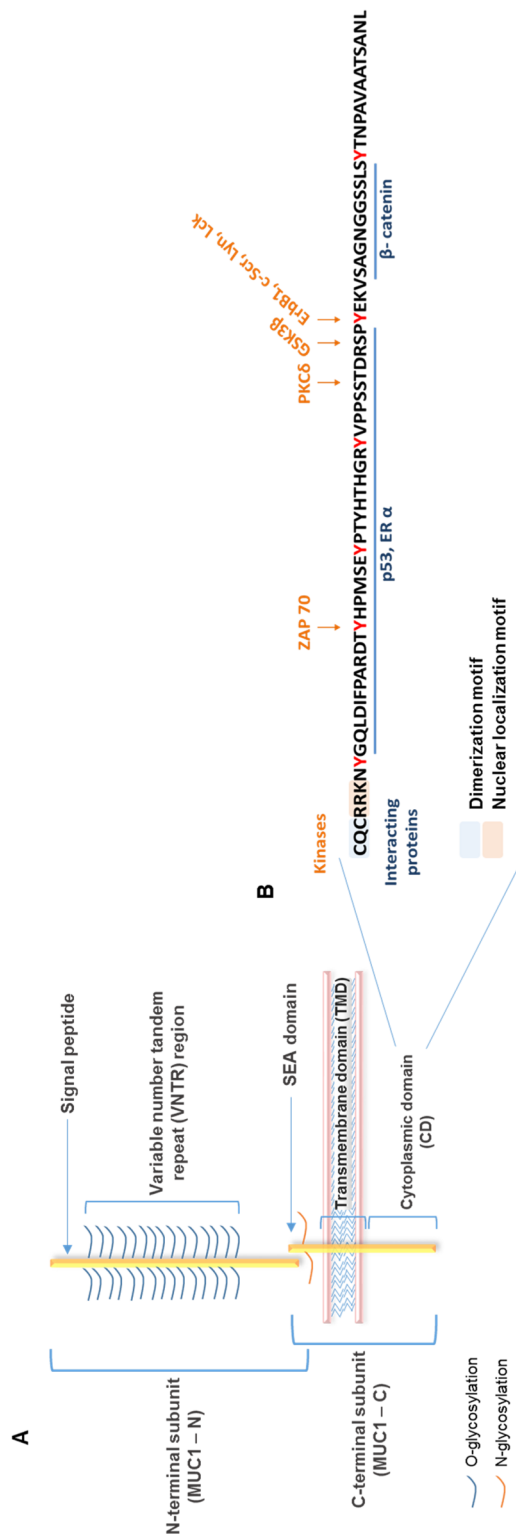 A
Signal peptide
N-terminal subunit
(MUC1 – N)
Variable number tandem
repeat (VNTR) region
SEA domain
C-terminal subunit
(MUC1 – C)
Transmembrane domain (TMD)
Cytoplasmic domain
(CD)
O-glycosylation
N-glycosylation
B
Kinases
ZAP 70
PKCδ
GSK3β
ErbB1, c-Scr, Lyn, Lck
CQCRRKNYGQLDIFPARDTYHPMSEYPTYHTHGRYVPPSSTDRSPYEKVSAGNGGSSLSYTNPAVAATSANL
Interacting
proteins
p53, ER α
β- catenin
Dimerization motif
Nuclear localization motif